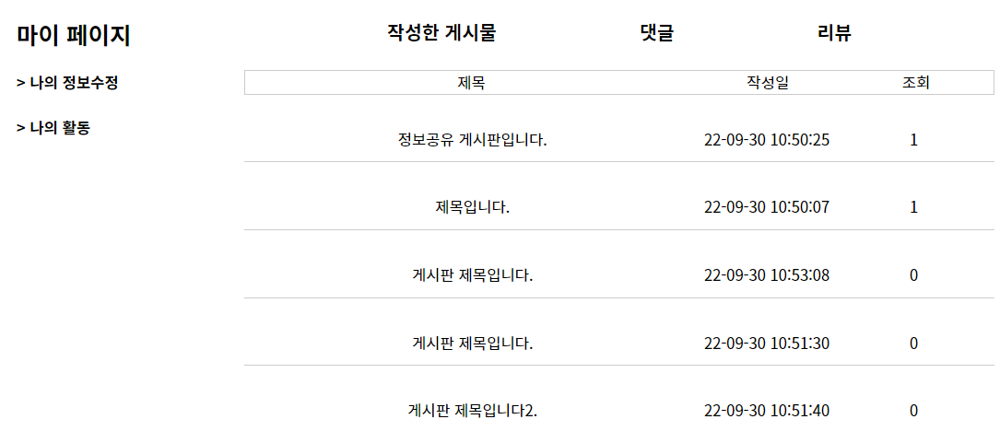 마이 페이지
> 나의 정보수정
> 나의 활동
작성한 게시물 댓글 리뷰
제목 작성일 조회
정보공유 게시판입니다. 22-09-30 10:50:25 1
제목입니다. 22-09-30 10:50:07 1
게시판 제목입니다. 22-09-30 10:53:08 0
게시판 제목입니다. 22-09-30 10:51:30 0
게시판 제목입니다2. 22-09-30 10:51:40 0